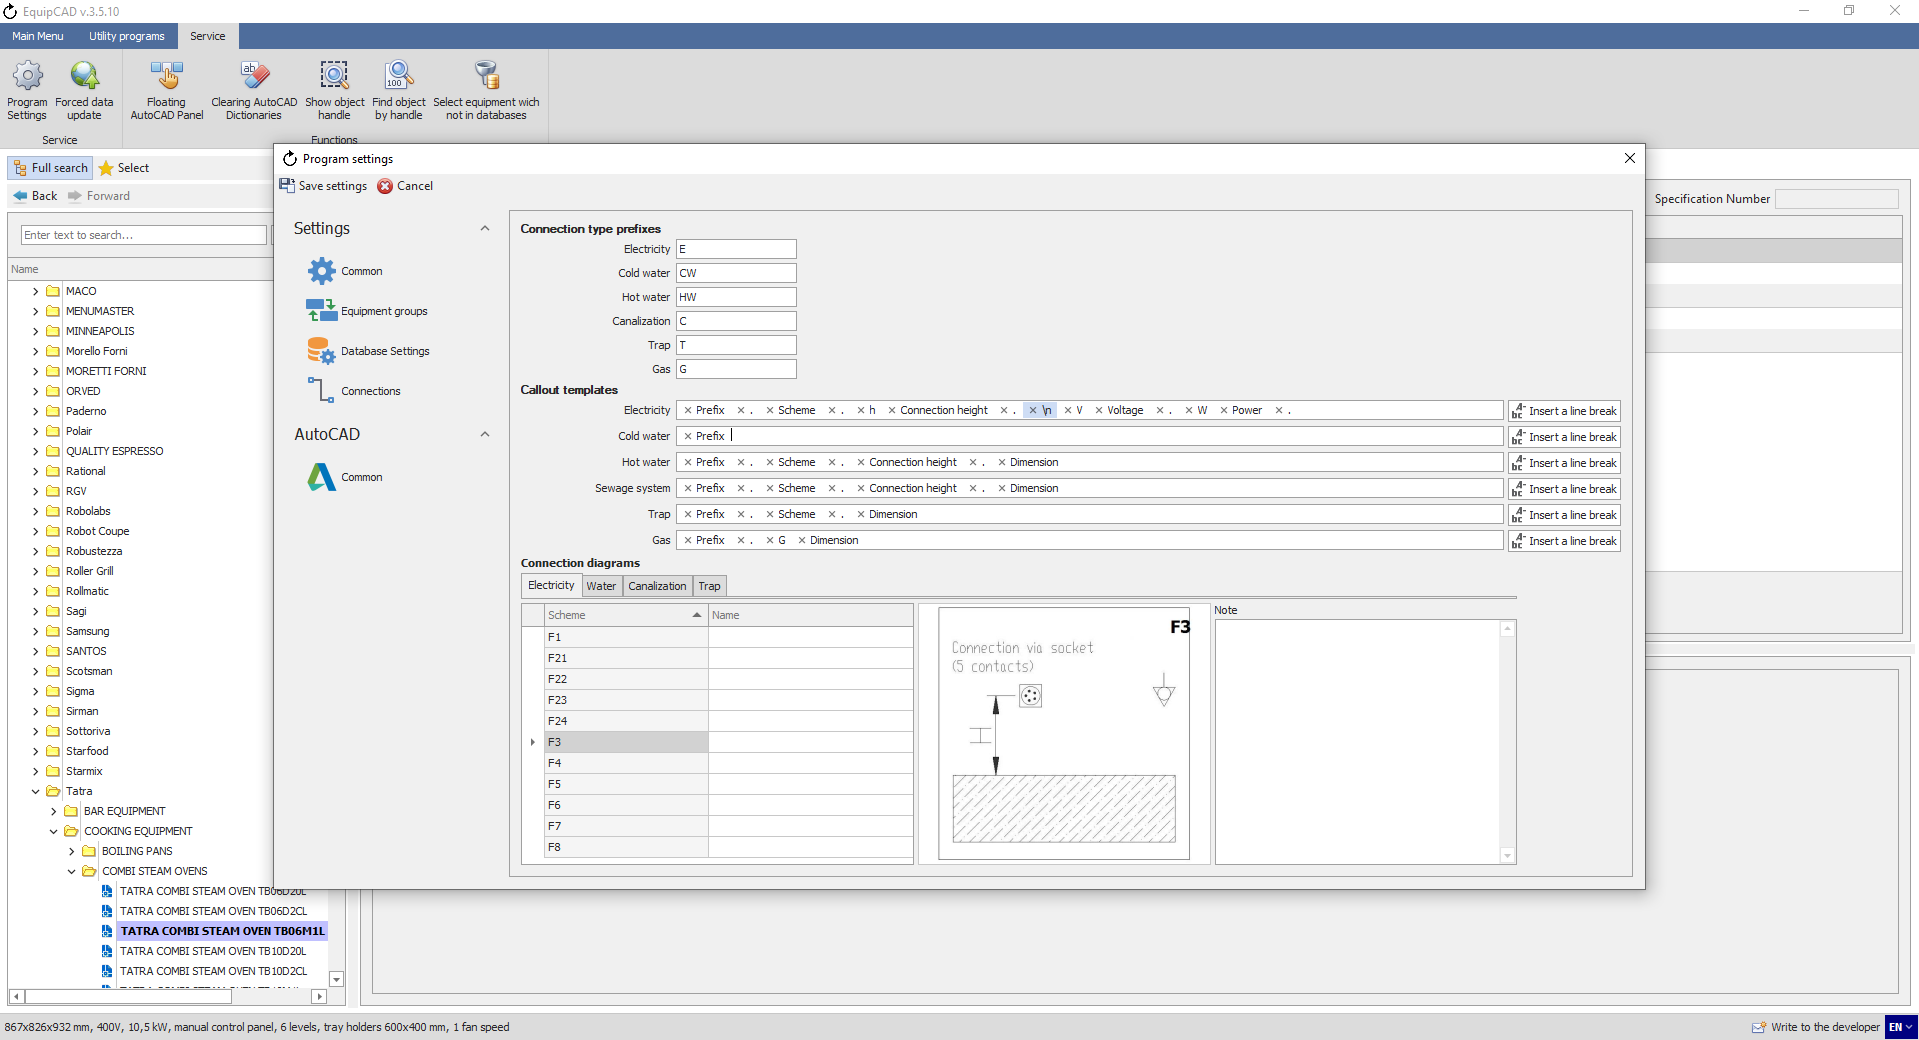 EquipCAD v.3.5.10
Main Menu Utility programs Service
Program Settings
Forced data update
Floating AutoCAD Panel
Clearing AutoCAD Dictionaries
Show object handle
Find object by handle
Select equipment wich not in databases
Service Functions
Full search Select
Back Forward
Enter text to search...
Name
MACO
MENUMASTER
MINNEAPOLIS
Morello Forni
MORETTI FORNI
ORVED
Paderno
Polair
QUALITY ESPRESSO
Rational
RGV
Robolabs
Robot Coupe
Robustezza
Roller Grill
Rollmatic
Sagi
Samsung
SANTOS
Scotsman
Sigma
Sirman
Sottoriva
Starfood
Starmix
Tatra
BAR EQUIPMENT
COOKING EQUIPMENT
BOILING PANS
COMBI STEAM OVENS
TATRA COMBI STEAM OVEN TB06D20L
TATRA COMBI STEAM OVEN TB06D2CL
TATRA COMBI STEAM OVEN TB06M1L
TATRA COMBI STEAM OVEN TB10D20L
TATRA COMBI STEAM OVEN TB10D2CL
Specification Number
Program settings
Save settings Cancel
Settings
Common
Equipment groups
Database Settings
Connections
AutoCAD
Common
Connection type prefixes
Electricity E
Cold water CW
Hot water HW
Canalization C
Trap T
Gas G
Callout templates
Electricity × Prefix × . × Scheme × . × h × Connection height × . × \n × V × Voltage × . × W × Power × . Insert a line break
Cold water × Prefix Insert a line break
Hot water × Prefix × . × Scheme × . × Connection height × . × Dimension Insert a line break
Sewage system × Prefix × . × Scheme × . × Connection height × . × Dimension Insert a line break
Trap × Prefix × . × Scheme × . × Dimension Insert a line break
Gas × Prefix × . × G × Dimension Insert a line break
Connection diagrams
Electricity Water Canalization Trap
Scheme Name
F1
F21
F22
F23
F24
F3
F4
F5
F6
F7
F8
F3
Connection via socket
(5 contacts)
H
Note
867x826x932 mm, 400V, 10,5 kW, manual control panel, 6 levels, tray holders 600x400 mm, 1 fan speed
Write to the developer EN